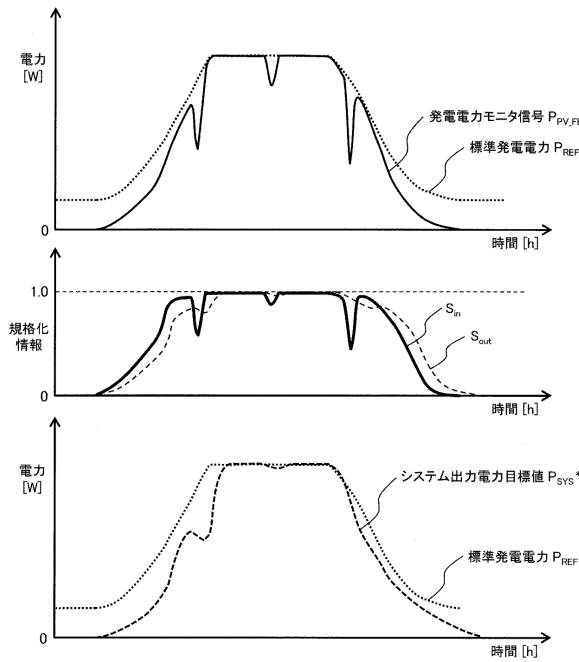 電力
[W]
発電電力モニタ信号 P_PV_FB
標準発電電力 P_REF
0
時間 [h]
1.0
規格化
情報
S_in
S_out
0
時間 [h]
電力
[W]
システム出力電力目標値 P_SYS*
標準発電電力 P_REF
0
時間 [h]